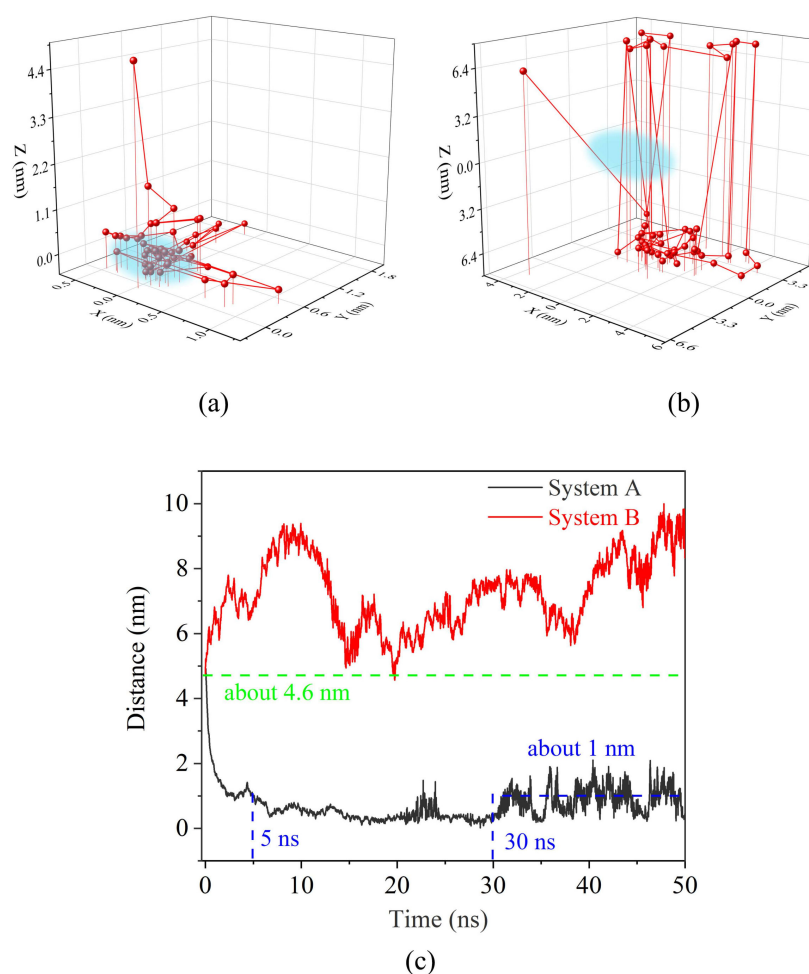 4.4
3.3
2.2
1.1
0.0
Z (nm)
0.5
0.0
0.5
1.0
X (nm)
0.0
0.6
1.2
1.8
Y (nm)
(a)
6.4
3.2
0.0
3.2
6.4
Z (nm)
4
2
0
2
4
6
X (nm)
6.6
3.3
0.0
3.3
Y (nm)
(b)
10
8
6
4
2
0
Distance (nm)
System A
System B
about 4.6 nm
about 1 nm
5 ns
30 ns
0 10 20 30 40 50
Time (ns)
(c)